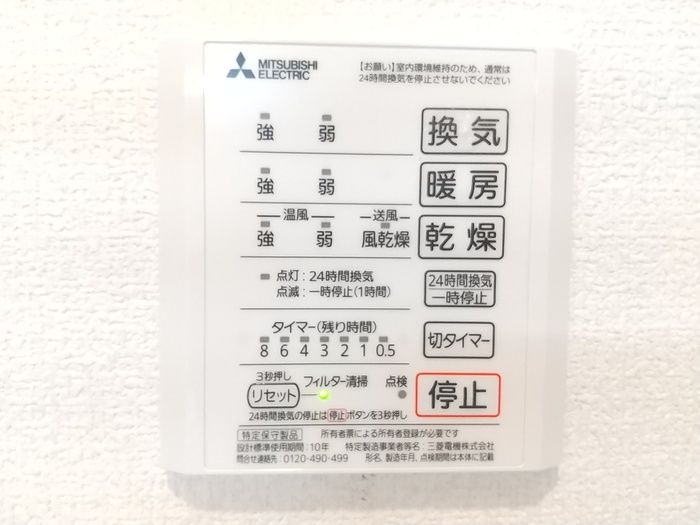 MITSUBISHI
ELECTRIC
【お願い】室内環境維持のため、通常は
24時間換気を停止させないでください
強 弱 換気
強 弱 暖房
温風 送風
強 弱 風乾燥 乾燥
点灯:24時間換気
点滅:一時停止(1時間)
24時間換気
一時停止
タイマー(残り時間)
8 6 4 3 2 1 0.5
切タイマー
3秒押し
リセット フィルター清掃 点検
停止
24時間換気の停止は停止ボタンを3秒押し
特定保守製品 所有者票による所有者登録が必要です
設計標準使用期間:10年 特定製造事業者等名:三菱電機株式会社
問合せ連絡先:0120-490-499 形名、製造年月、点検期間は本体に記載